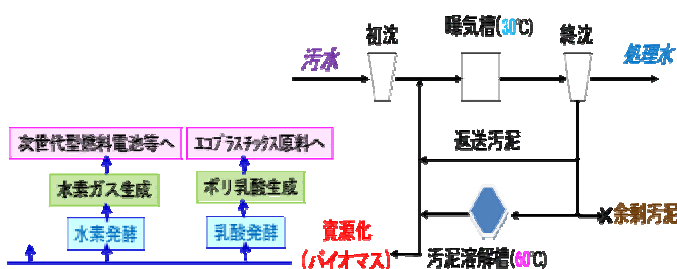 初沈
曝気槽(30℃)
終沈
汚水
処理水
次世代型燃料電池等へ
エコプラスチックス原料へ
返送汚泥
水素ガス生成
ポリ乳酸生成
余剰汚泥
水素発酵
乳酸発酵
資源化
(バイオマス)
汚泥溶解槽(60℃)